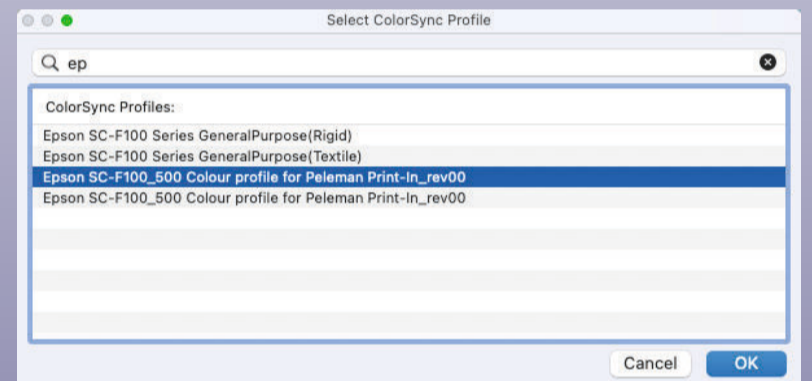 Select ColorSync Profile
ep
ColorSync Profiles:
Epson SC-F100 Series GeneralPurpose(Rigid)
Epson SC-F100 Series GeneralPurpose(Textile)
Epson SC-F100_500 Colour profile for Peleman Print-In_rev00
Epson SC-F100_500 Colour profile for Peleman Print-In_rev00
Cancel OK